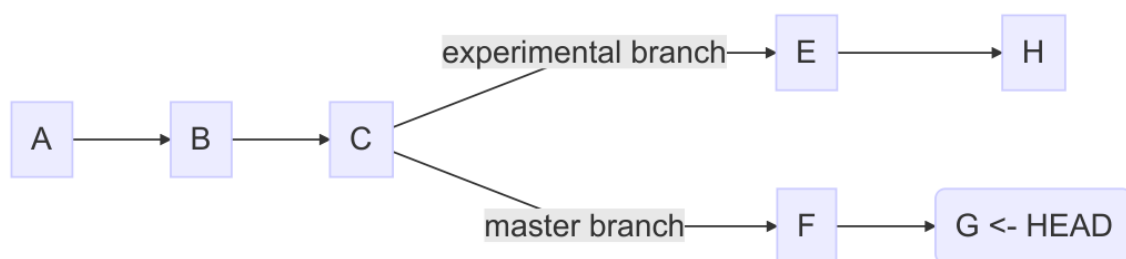 experimental branch
E
H
A
B
C
master branch
F
G <- HEAD